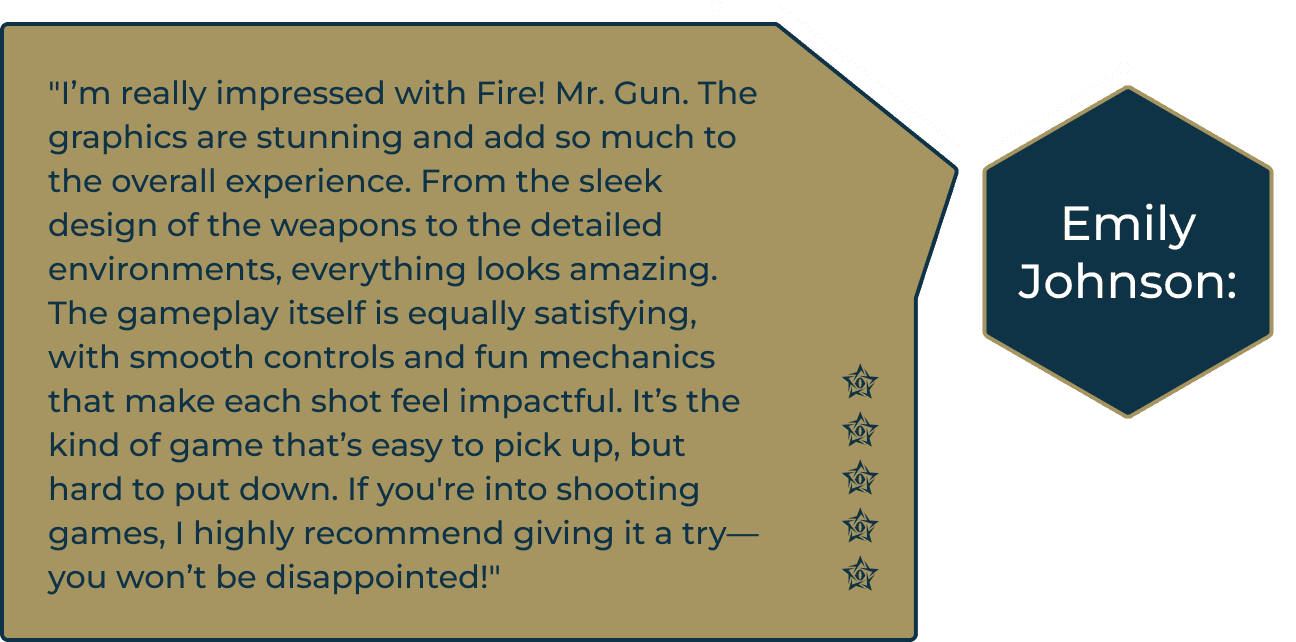 "I’m really impressed with Fire! Mr. Gun. The
graphics are stunning and add so much to
the overall experience. From the sleek
design of the weapons to the detailed
environments, everything looks amazing.
The gameplay itself is equally satisfying,
with smooth controls and fun mechanics
that make each shot feel impactful. It’s the
kind of game that’s easy to pick up, but
hard to put down. If you're into shooting
games, I highly recommend giving it a try—
you won’t be disappointed!"
Emily
Johnson: